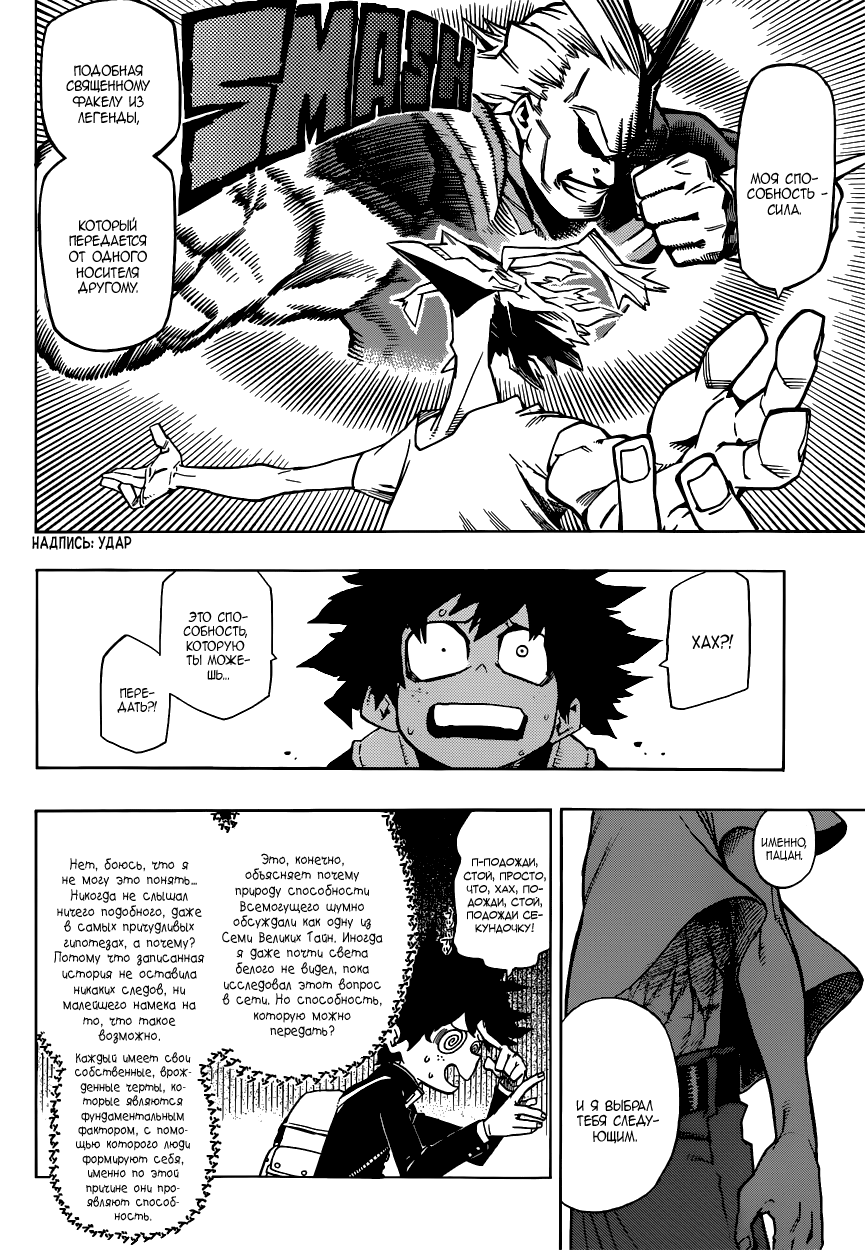 МОЯ СПО-
СОБНОСТЬ -
СИЛА.
SMASH
ПОДОБНАЯ
СВЯЩЕННОМУ
ФАКЕЛУ ИЗ
ЛЕГЕНДЫ,
КОТОРЫЙ
ПЕРЕДАЕТСЯ
ОТ ОДНОГО
НОСИТЕЛЯ
ДРУГОМУ.
НАДПИСЬ: УДАР
ХАХ?!
ЭТО СПО-
СОБНОСТЬ,
КОТОРУЮ
ТЫ МОЖЕ-
ШЬ...
ПЕРЕ-
ДАТЬ?!
ИМЕННО,
ПАЦАН.
И Я ВЫБРАЛ
ТЕБЯ СЛЕДУ-
ЮЩИМ.
П-ПОДОЖДИ,
СТОЙ, ПРОСТО,
ЧТО, ХАХ, ПО-
ДОЖДИ, СТОЙ,
ПОДОЖДИ СЕ-
КУНДОЧКУ!
Это, конечно,
объясняет почему
природу способности
Всемогущего шумно
обсуждали как одну из
Семи Великих Тайн. Иногда
я даже почти света
белого не видел, пока
исследовал этот вопрос
в сети. Но способность,
которую можно
передать?
Нет, боюсь, что я
не могу это понять...
Никогда не слышал
ничего подобного, даже
в самых причудливых
гипотезах, а почему?
Потому что записанная
история не оставила
никаких следов, ни
малейшего намека на
то, что такое
возможно.
Каждый имеет свои
собственные, врож-
денные черты, ко-
торые являются
фундаментальным
фактором, с помо-
щью которого люди
формируют себя,
именно по этой
причине они про-
являют способ-
ность.